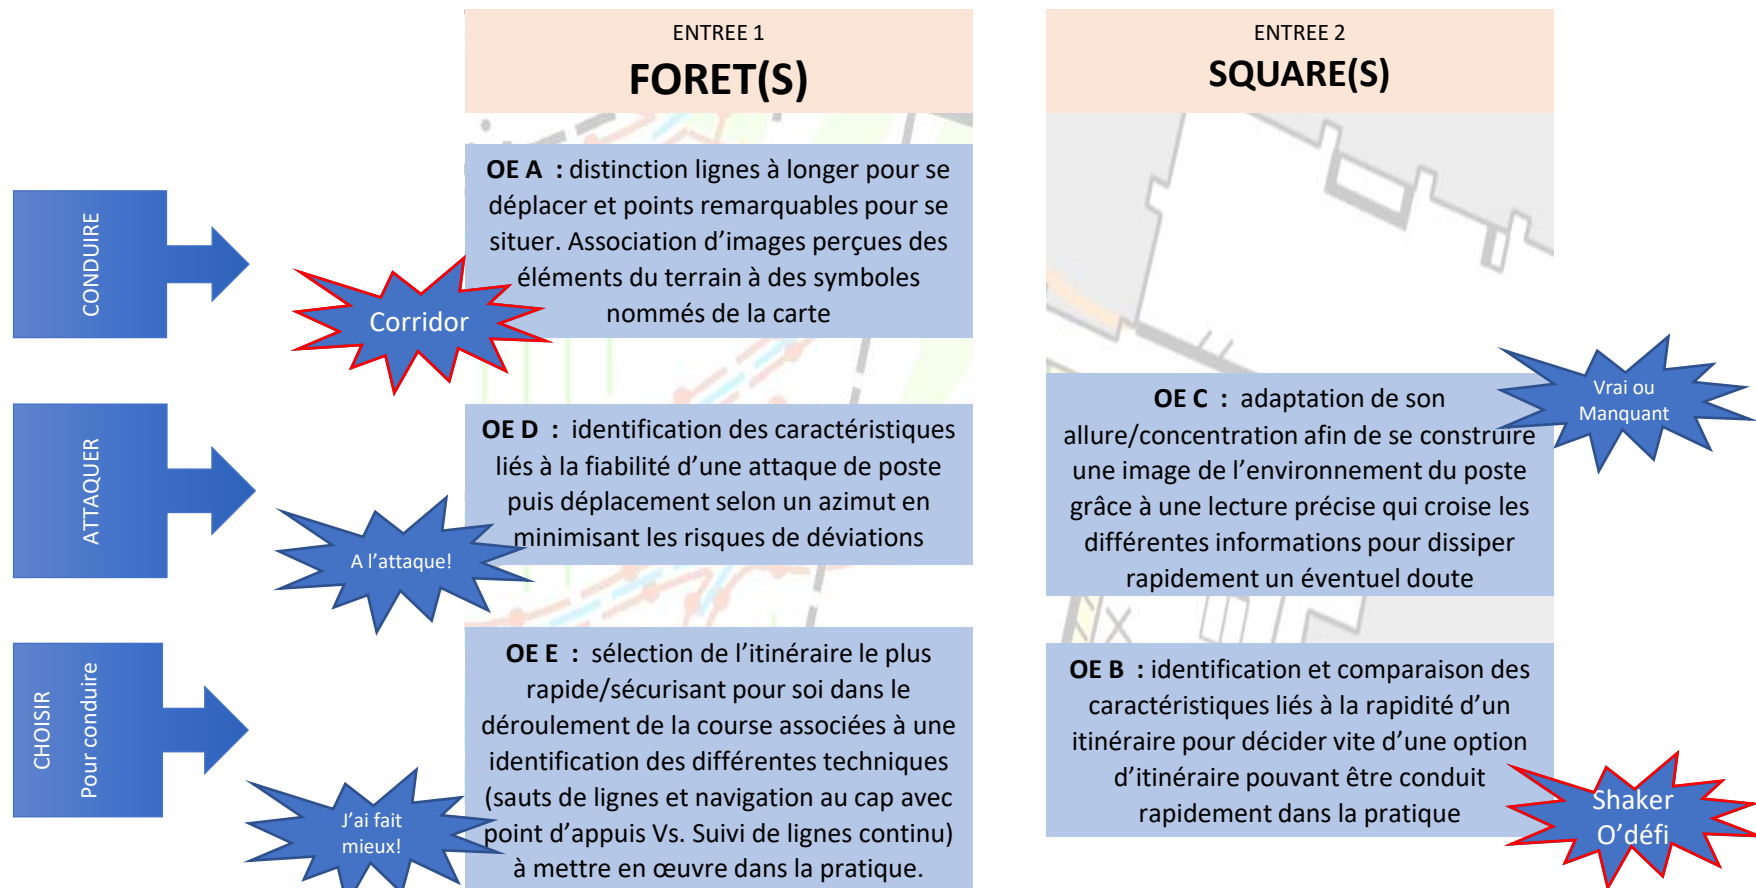 ENTREE 1
FORET(S)
ENTREE 2
SQUARE(S)
CONDUIRE
OE A : distinction lignes à longer pour se
déplacer et points remarquables pour se
situer. Association d’images perçues des
éléments du terrain à des symboles
nommés de la carte
Corridor
ATTAQUER
OE D : identification des caractéristiques
liés à la fiabilité d’une attaque de poste
puis déplacement selon un azimut en
minimisant les risques de déviations
A l’attaque!
OE C : adaptation de son
allure/concentration afin de se construire
une image de l’environnement du poste
grâce à une lecture précise qui croise les
différentes informations pour dissiper
rapidement un éventuel doute
Vrai ou
Manquant
CHOISIR
Pour conduire
OE E : sélection de l’itinéraire le plus
rapide/sécurisant pour soi dans le
déroulement de la course associées à une
identification des différentes techniques
(sauts de lignes et navigation au cap avec
point d’appuis Vs. Suivi de lignes continu)
à mettre en œuvre dans la pratique.
J’ai fait
mieux!
OE B : identification et comparaison des
caractéristiques liés à la rapidité d’un
itinéraire pour décider vite d’une option
d’itinéraire pouvant être conduit
rapidement dans la pratique
Shaker
O’défi